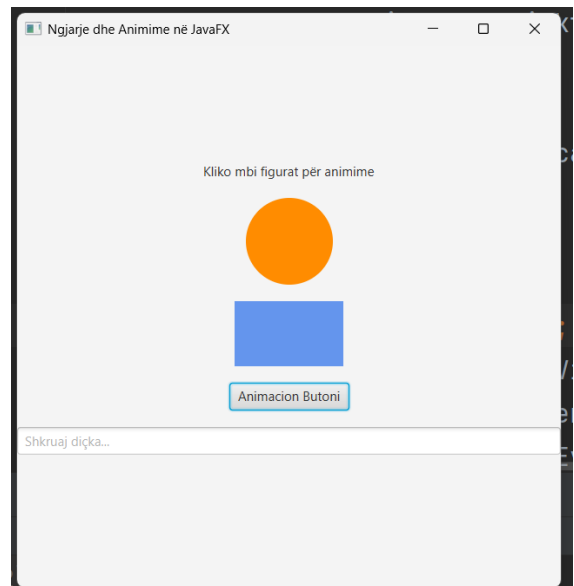 Ngjarje dhe Animime në JavaFX
Kliko mbi figurat për animime
Animacion Butoni
Shkruaj diçka...